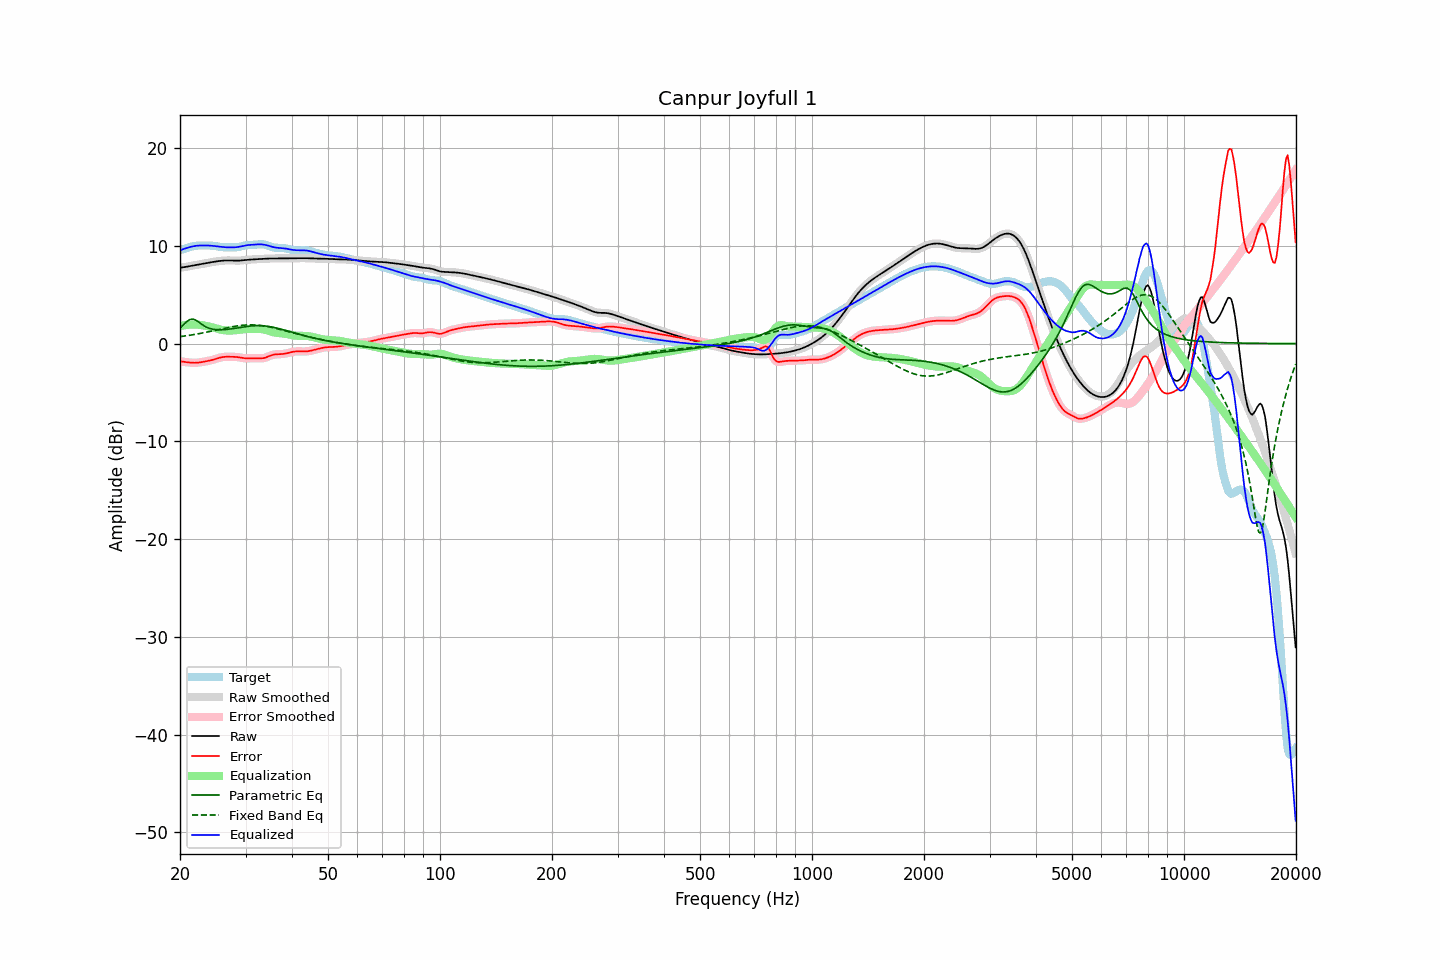 Canpur Joyfull 1
Amplitude (dBr)
20
10
0
−10
−20
−30
−40
−50
Target
Raw Smoothed
Error Smoothed
Raw
Error
Equalization
Parametric Eq
Fixed Band Eq
Equalized
20 50 100 200 500 1000 2000 5000 10000 20000
Frequency (Hz)